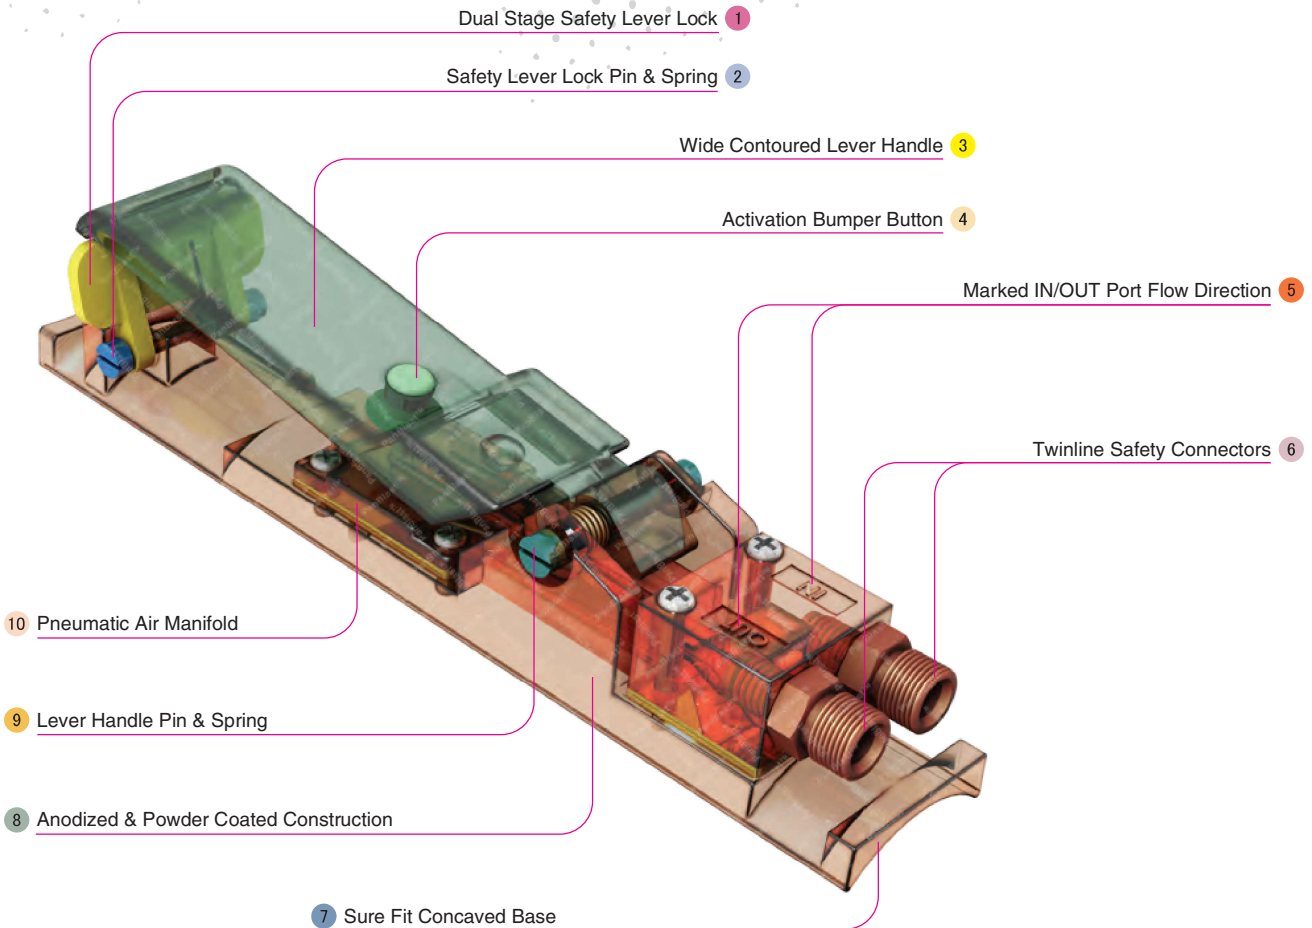 Dual Stage Safety Lever Lock 1
Safety Lever Lock Pin & Spring 2
Wide Contoured Lever Handle 3
Activation Bumper Button 4
Marked IN/OUT Port Flow Direction 5
Twinline Safety Connectors 6
IN
OUT
10 Pneumatic Air Manifold
9 Lever Handle Pin & Spring
8 Anodized & Powder Coated Construction
7 Sure Fit Concaved Base